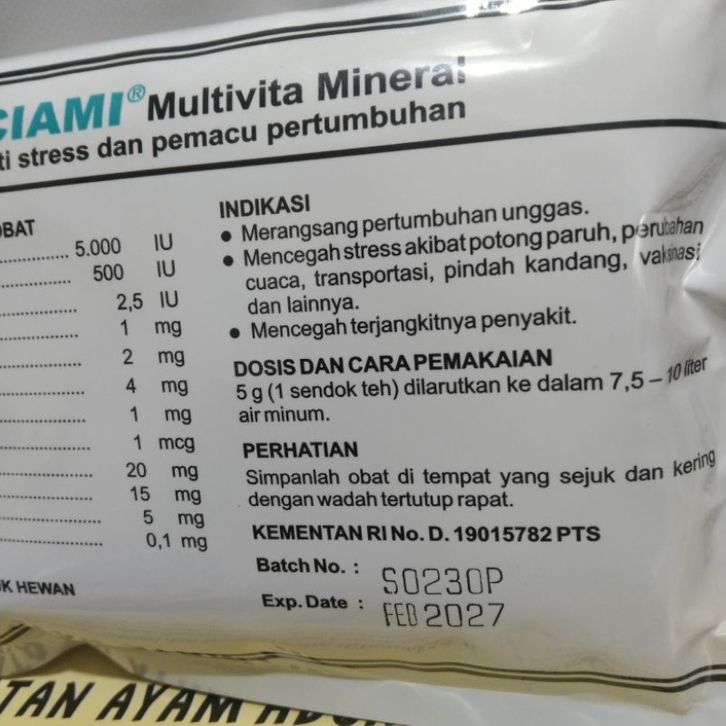 CIAMI® Multivita Mineral
ti stress dan pemacu pertumbuhan
OBAT
5.000 IU
500 IU
2,5 IU
1 mg
2 mg
4 mg
1 mg
1 mcg
20 mg
15 mg
5 mg
0,1 mg
K HEWAN
INDIKASI
• Merangsang pertumbuhan unggas.
• Mencegah stress akibat potong paruh, perubahan
cuaca, transportasi, pindah kandang, vaksinasi,
dan lainnya.
• Mencegah terjangkitnya penyakit.
DOSIS DAN CARA PEMAKAIAN
5 g (1 sendok teh) dilarutkan ke dalam 7,5 – 10 liter
air minum.
PERHATIAN
Simpanlah obat di tempat yang sejuk dan kering
dengan wadah tertutup rapat.
KEMENTAN RI No. D. 19015782 PTS
Batch No. : S0230P
Exp. Date : FEB 2027
TAN AYAM